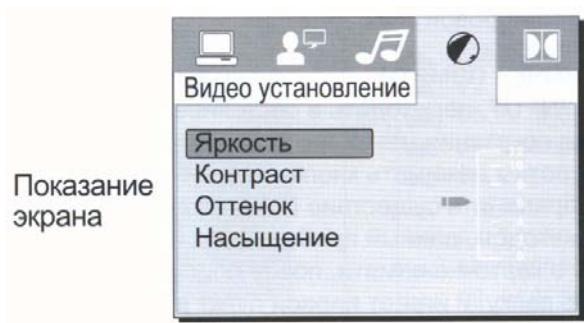 Видео установление
Яркость
Контраст
Оттенок
Насыщение
Показание
экрана